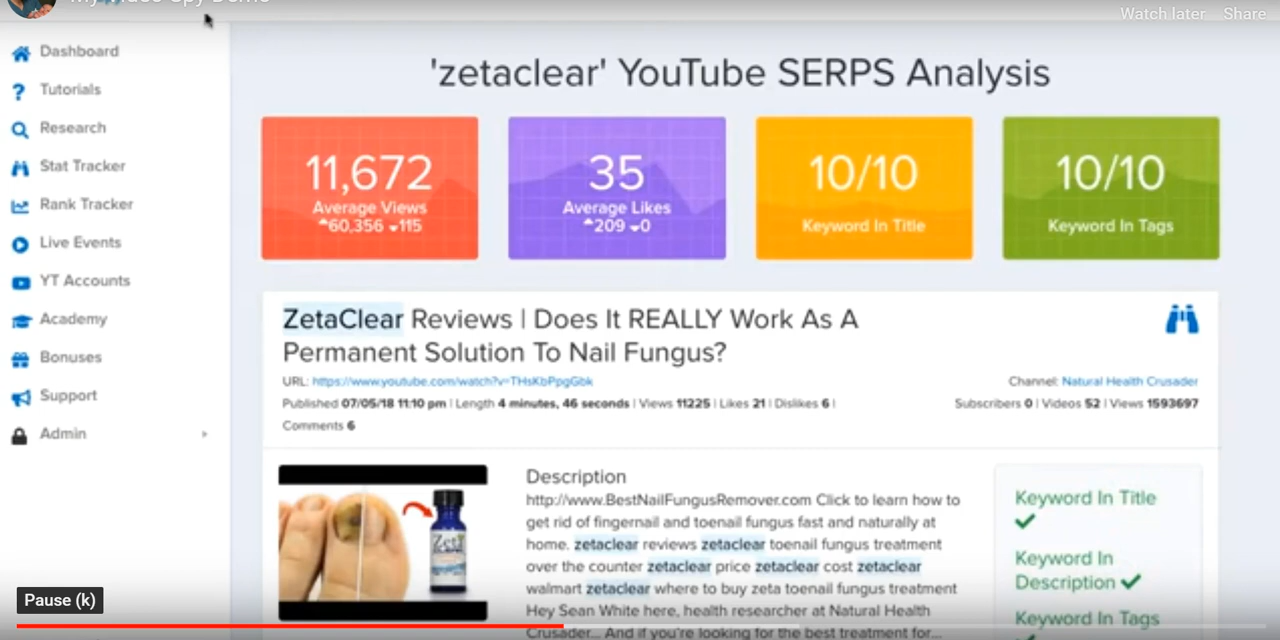 My Video Spy Demo
Watch later Share
Dashboard
Tutorials
Research
Stat Tracker
Rank Tracker
Live Events
YT Accounts
Academy
Bonuses
Support
Admin
'zetaclear' YouTube SERPS Analysis
11,672
Average Views
60,356 115
35
Average Likes
209 0
10/10
Keyword In Title
10/10
Keyword In Tags
ZetaClear Reviews | Does It REALLY Work As A
Permanent Solution To Nail Fungus?
URL: https://www.youtube.com/watch?v=THsKbPpgGbk
Published 07/05/18 11:10 pm | Length 4 minutes, 46 seconds | Views 11225 | Likes 21 | Dislikes 6 |
Comments 6
Channel: Natural Health Crusader
Subscribers 0 | Videos 52 | Views 1593697
Description
http://www.BestNailFungusRemover.com Click to learn how to
get rid of fingernail and toenail fungus fast and naturally at
home. zetaclear reviews zetaclear toenail fungus treatment
over the counter zetaclear price zetaclear cost zetaclear
walmart zetaclear where to buy zeta toenail fungus treatment
Hey Sean White here, health researcher at Natural Health
Crusader... And if you're looking for the best treatment for...
Keyword In Title
Keyword In
Description
Keyword In Tags
Pause (k)